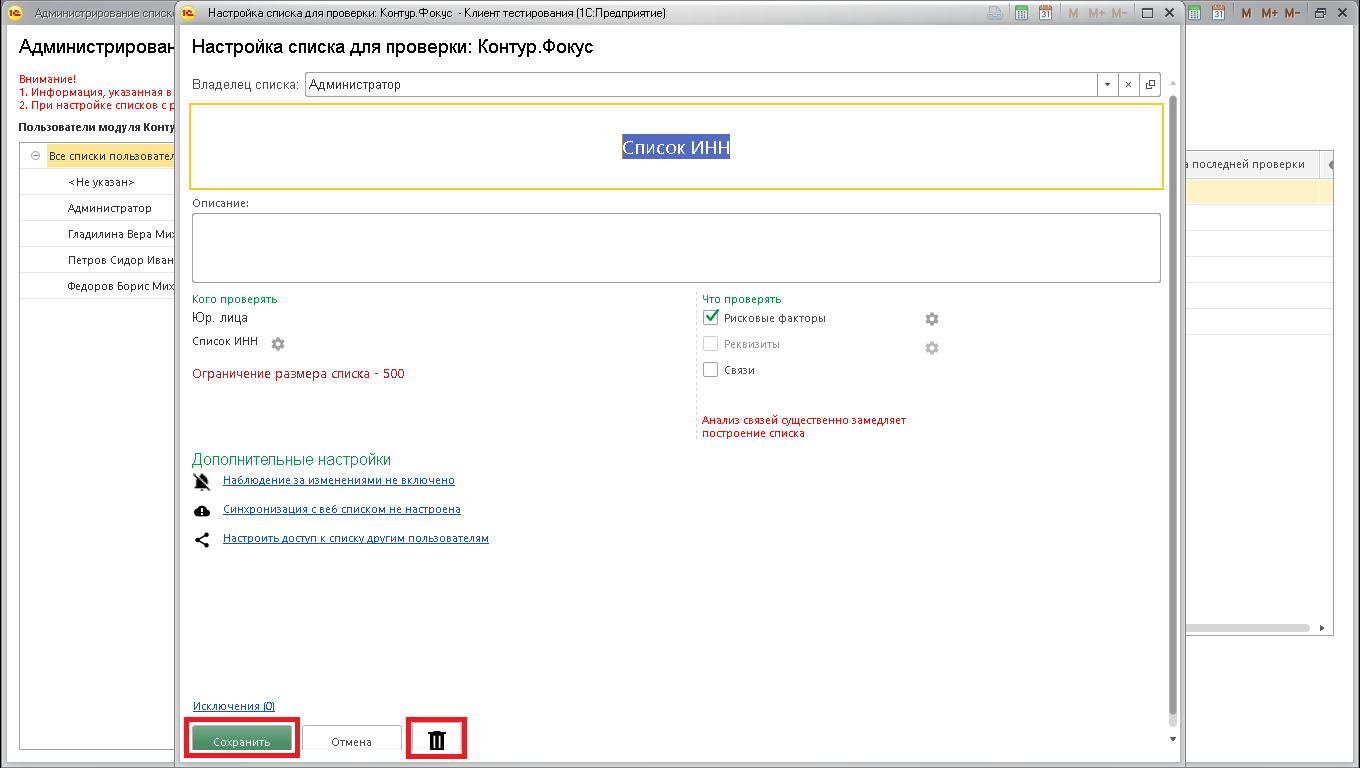 Администрирование списк
Администрирован
Внимание!
1. Информация, указанная в
2. При настройке списков с р
Пользователи модуля Конту
Все списки пользовател
<Не указан>
Администратор
Гладилина Вера Мих
Петров Сидор Иван
Федоров Борис Мих
Настройка списка для проверки: Контур.Фокус - Клиент тестирования (1С:Предприятие)
M M+ M-
Настройка списка для проверки: Контур.Фокус
Владелец списка: Администратор
Список ИНН
Описание:
Кого проверять
Юр. лица
Список ИНН
Ограничение размера списка - 500
Что проверять
Рисковые факторы
Реквизиты
Связи
Анализ связей существенно замедляет
построение списка
Дополнительные настройки
Наблюдение за изменениями не включено
Синхронизация с веб списком не настроена
Настроить доступ к списку другим пользователям
Исключения (0)
Сохранить Отмена
M M+ M-
а последней проверки